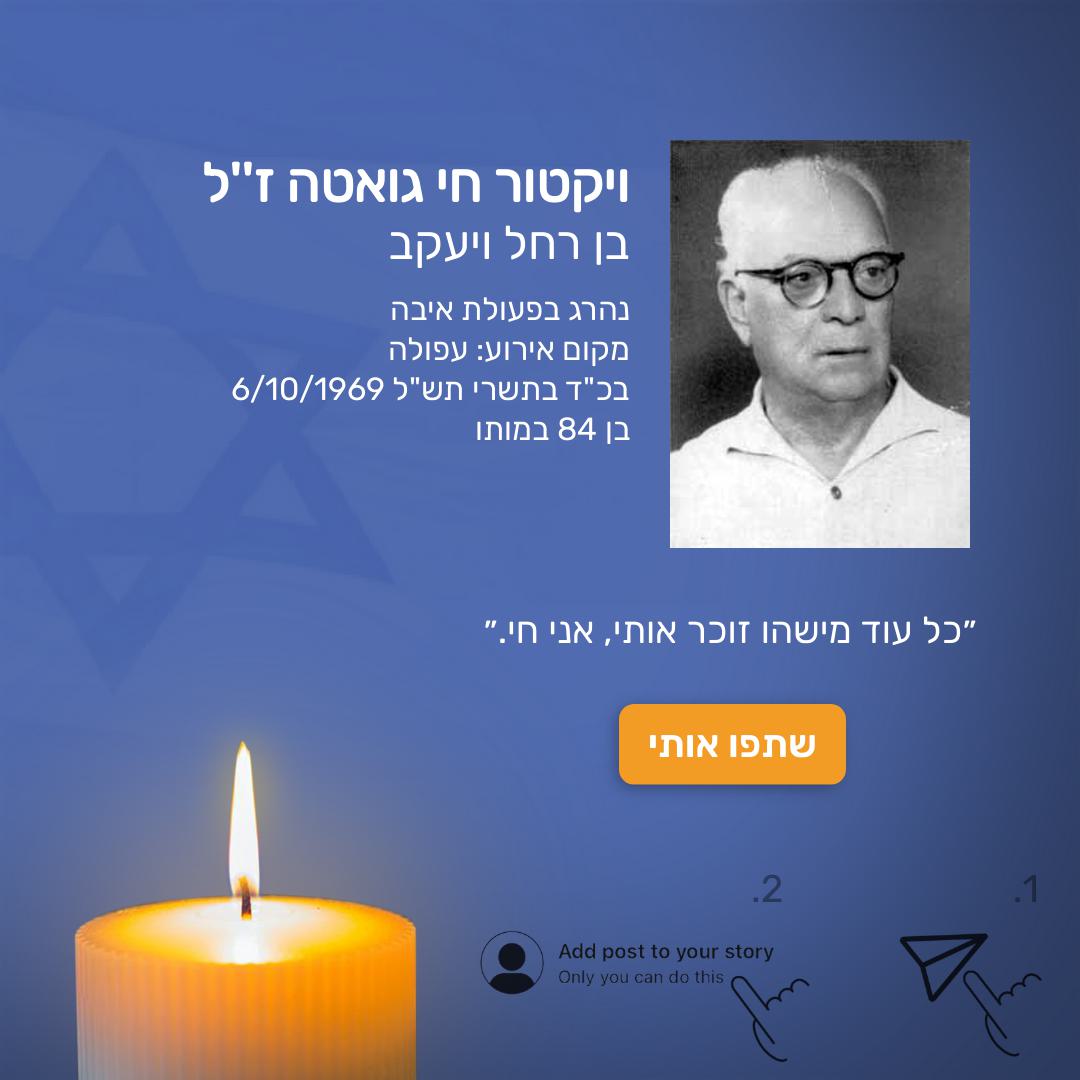 ויקטור חי גואטה ז"ל
בן רחל ויעקב
נהרג בפעולת איבה
מקום אירוע: עפולה
בכ"ד בתשרי תש"ל 6/10/1969
בן 84 במותו
״כל עוד מישהו זוכר אותי, אני חי.״
שתפו אותי
1.
2.
Add post to your story
Only you can do this